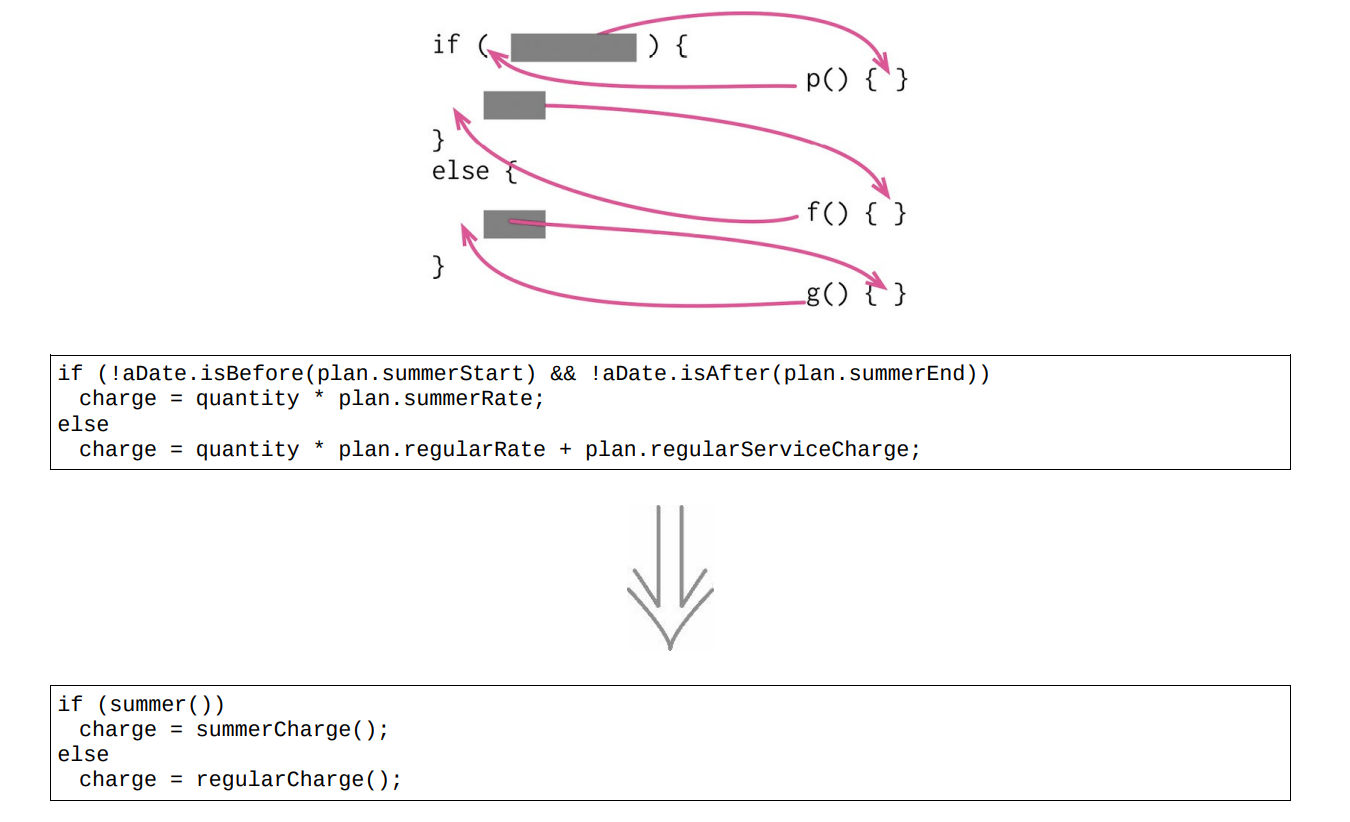 if (          ) {
p() { }
}
else {
f() { }
}
g() { }
if (!aDate.isBefore(plan.summerStart) && !aDate.isAfter(plan.summerEnd))
  charge = quantity * plan.summerRate;
else
  charge = quantity * plan.regularRate + plan.regularServiceCharge;
if (summer())
  charge = summerCharge();
else
  charge = regularCharge();